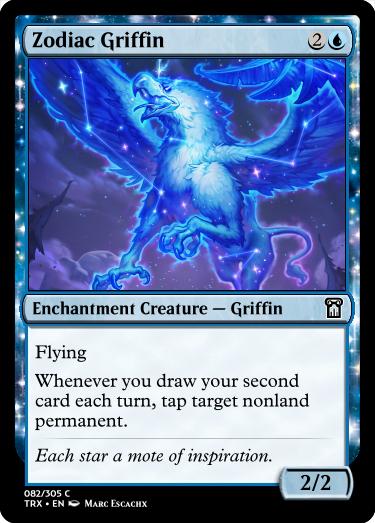 Zodiac Griffin 2
Enchantment Creature — Griffin
Flying
Whenever you draw your second
card each turn, tap target nonland
permanent.
Each star a mote of inspiration.
2/2
082/305 C
TRX • EN Marc Escachx